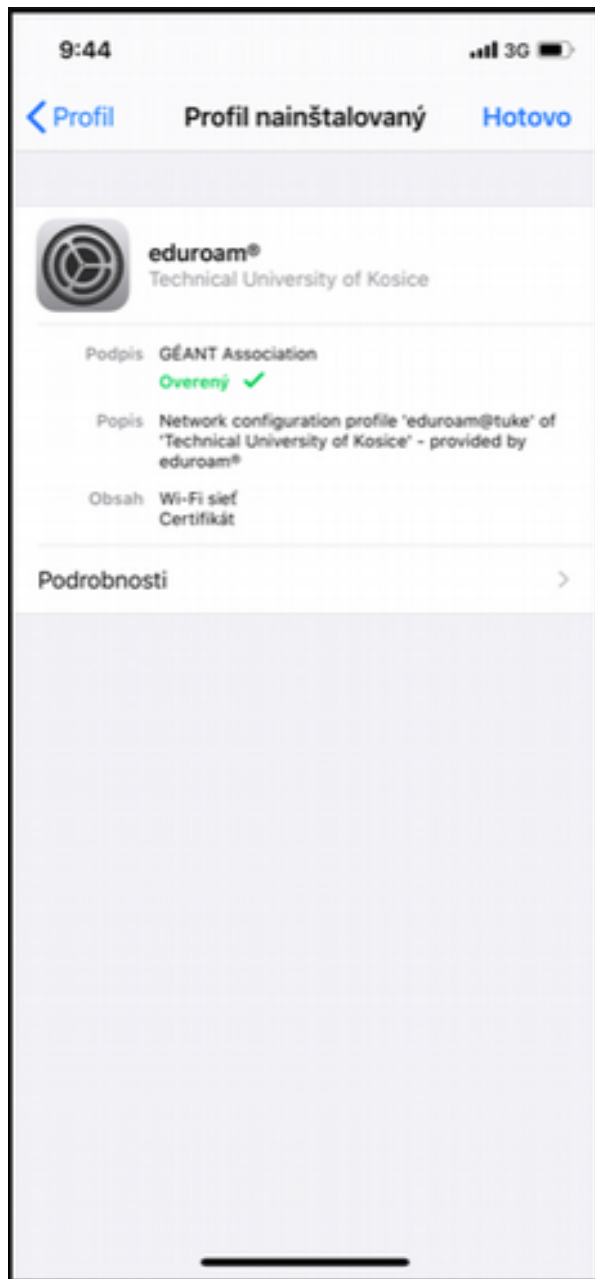 9:44
3G
Profil
Profil nainštalovaný
Hotovo
eduroam®
Technical University of Kosice
Podpis
GÉANT Association
Overený
Popis
Network configuration profile 'eduroam@tuke' of
'Technical University of Kosice' - provided by
eduroam®
Obsah
Wi-Fi sieť
Certifikát
Podrobnosti